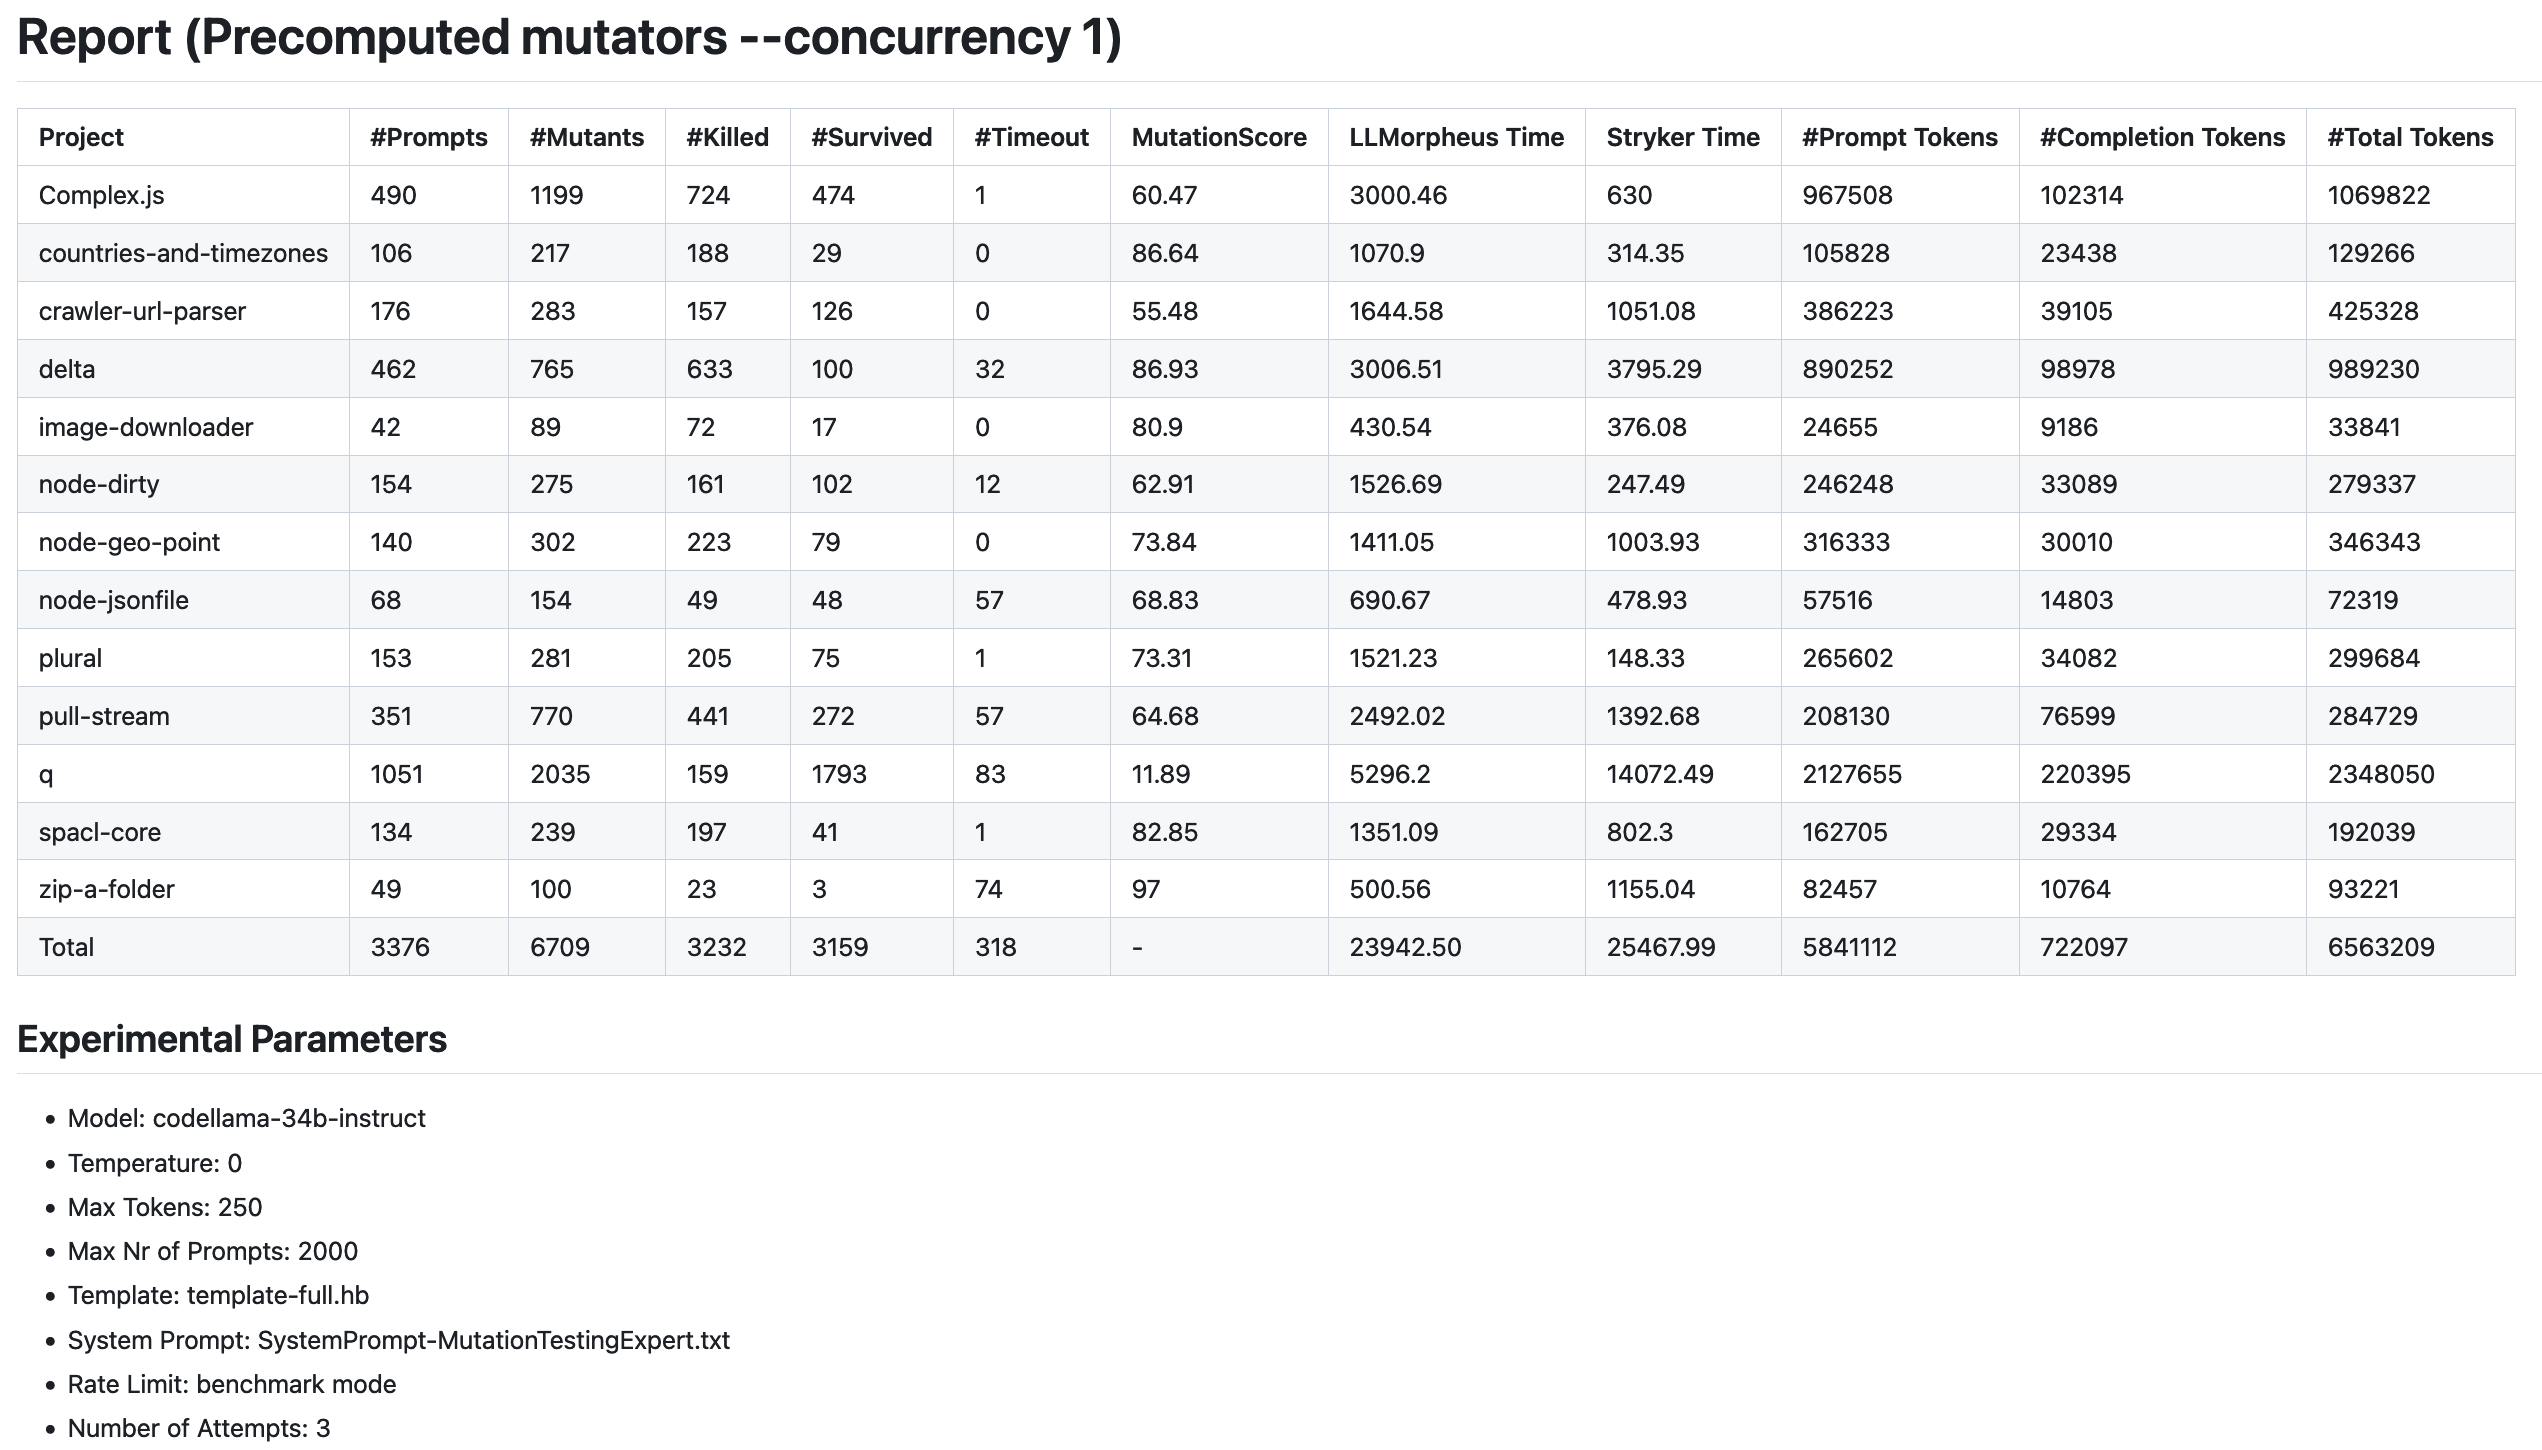 Report (Precomputed mutators --concurrency 1)
Project #Prompts #Mutants #Killed #Survived #Timeout MutationScore LLMorpheus Time Stryker Time #Prompt Tokens #Completion Tokens #Total Tokens
Complex.js 490 1199 724 474 1 60.47 3000.46 630 967508 102314 1069822
countries-and-timezones 106 217 188 29 0 86.64 1070.9 314.35 105828 23438 129266
crawler-url-parser 176 283 157 126 0 55.48 1644.58 1051.08 386223 39105 425328
delta 462 765 633 100 32 86.93 3006.51 3795.29 890252 98978 989230
image-downloader 42 89 72 17 0 80.9 430.54 376.08 24655 9186 33841
node-dirty 154 275 161 102 12 62.91 1526.69 247.49 246248 33089 279337
node-geo-point 140 302 223 79 0 73.84 1411.05 1003.93 316333 30010 346343
node-jsonfile 68 154 49 48 57 68.83 690.67 478.93 57516 14803 72319
plural 153 281 205 75 1 73.31 1521.23 148.33 265602 34082 299684
pull-stream 351 770 441 272 57 64.68 2492.02 1392.68 208130 76599 284729
q 1051 2035 159 1793 83 11.89 5296.2 14072.49 2127655 220395 2348050
spacl-core 134 239 197 41 1 82.85 1351.09 802.3 162705 29334 192039
zip-a-folder 49 100 23 3 74 97 500.56 1155.04 82457 10764 93221
Total 3376 6709 3232 3159 318 - 23942.50 25467.99 5841112 722097 6563209
Experimental Parameters
• Model: codellama-34b-instruct
• Temperature: 0
• Max Tokens: 250
• Max Nr of Prompts: 2000
• Template: template-full.hb
• System Prompt: SystemPrompt-MutationTestingExpert.txt
• Rate Limit: benchmark mode
• Number of Attempts: 3